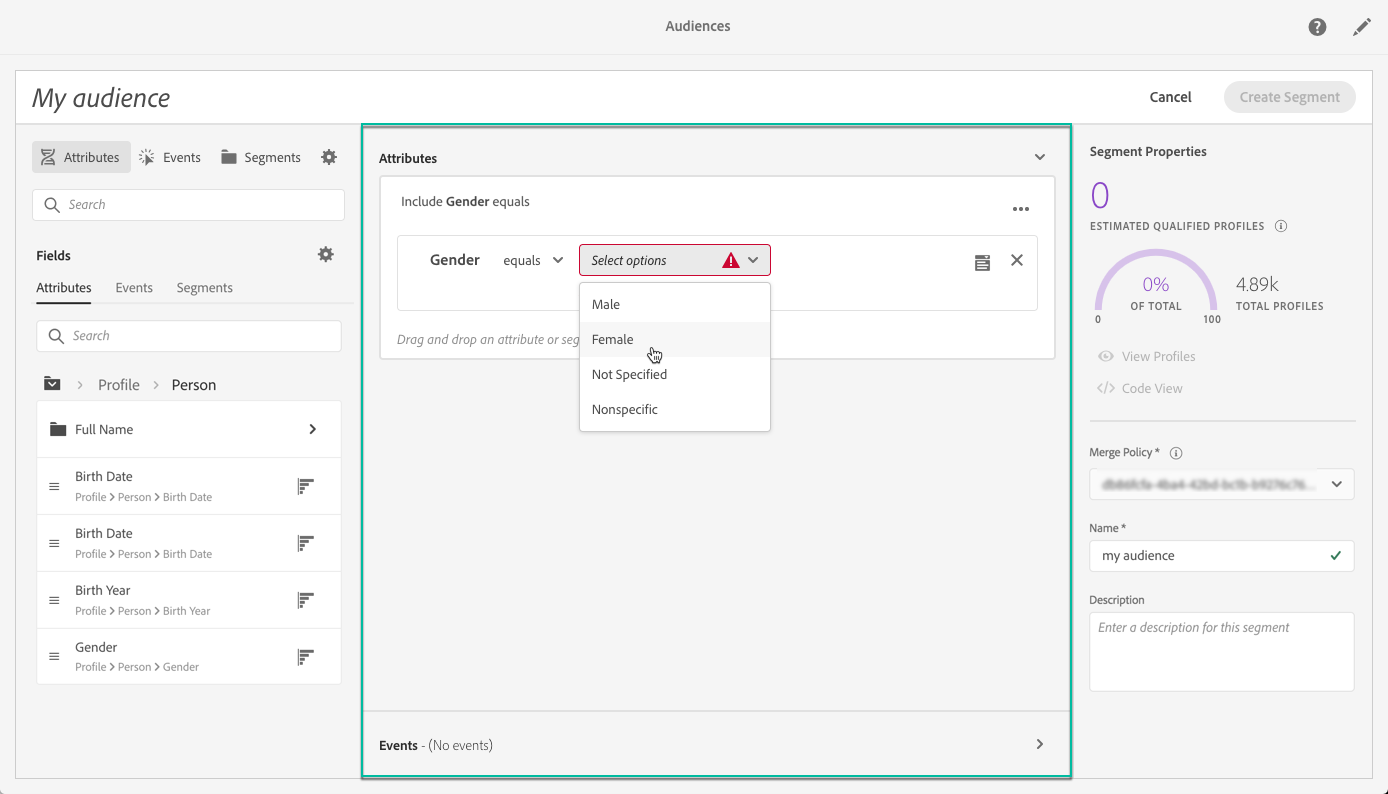 Audiences
My audience
Cancel
Create Segment
Attributes
Events
Segments
Search
Fields
Attributes
Events
Segments
Search
Profile
Person
Full Name
Birth Date
Profile > Person > Birth Date
Birth Date
Profile > Person > Birth Date
Birth Year
Profile > Person > Birth Year
Gender
Profile > Person > Gender
Attributes
Include Gender equals
Gender equals Select options
Male
Female
Not Specified
Nonspecific
Drag and drop an attribute or seg
Events - (No events)
Segment Properties
0
ESTIMATED QUALIFIED PROFILES
0%
OF TOTAL
0
100
4.89k
TOTAL PROFILES
View Profiles
</> Code View
Merge Policy *
Name *
my audience
Description
Enter a description for this segment